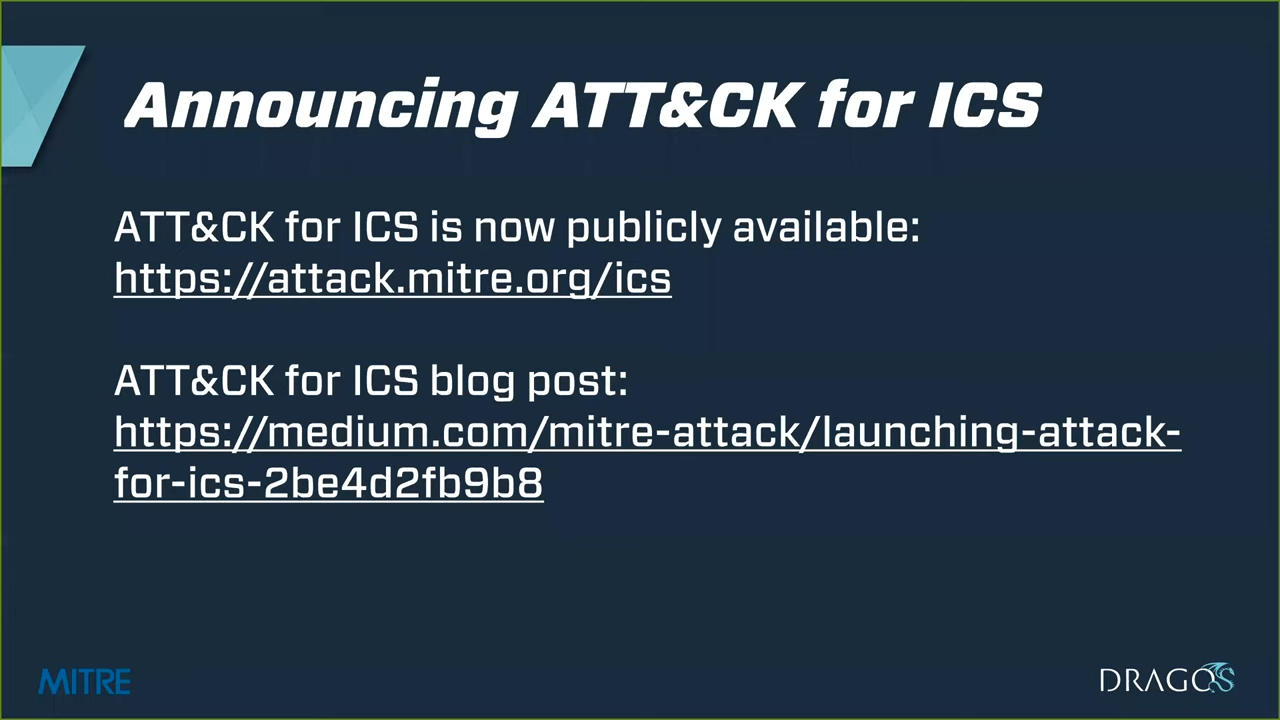 Announcing ATT&CK for ICS
ATT&CK for ICS is now publicly available:
https://attack.mitre.org/ics
ATT&CK for ICS blog post:
https://medium.com/mitre-attack/launching-attack-
for-ics-2be4d2fb9b8
MITRE
DRAGOS